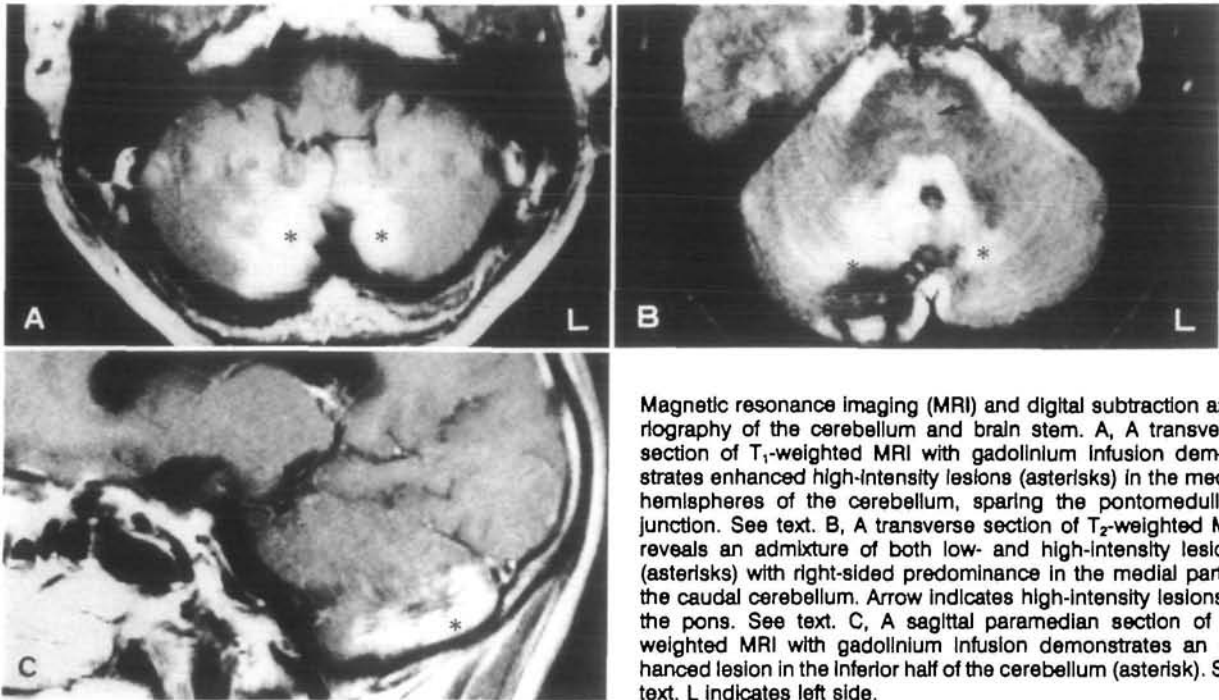 A
L
B
L
C
Magnetic resonance imaging (MRI) and digital subtraction a
riography of the cerebellum and brain stem. A, A transve
section of T₁-weighted MRI with gadolinium infusion dem
strates enhanced high-intensity lesions (asterisks) in the med
hemispheres of the cerebellum, sparing the pontomedull
junction. See text. B, A transverse section of T₂-weighted M
reveals an admixture of both low- and high-intensity lesio
(asterisks) with right-sided predominance in the medial part
the caudal cerebellum. Arrow indicates high-intensity lesions
the pons. See text. C, A sagittal paramedian section of
weighted MRI with gadolinium infusion demonstrates an
hanced lesion in the inferior half of the cerebellum (asterisk). S
text. L indicates left side.